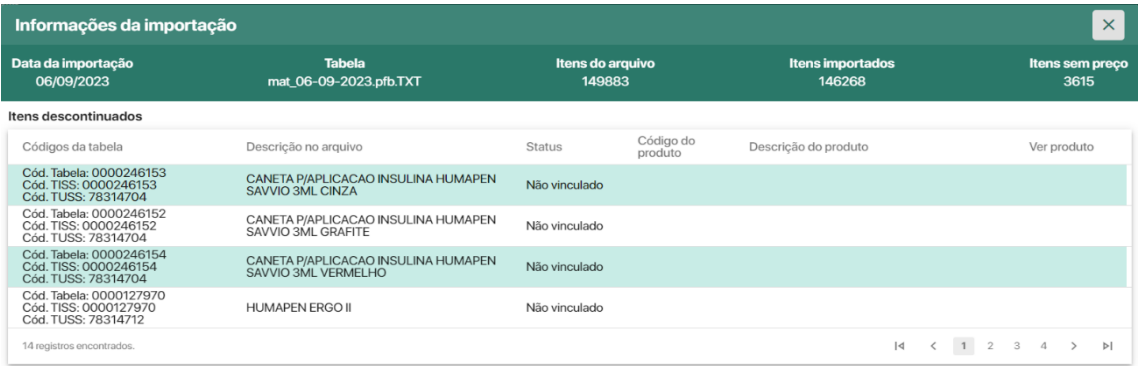 Informações da importação
Data da importação Tabela Itens do arquivo Itens importados Itens sem preço
06/09/2023 mat_06-09-2023.pfb.TXT 149883 146268 3615
Itens descontinuados
Códigos da tabela Descrição no arquivo Status Código do produto Descrição do produto Ver produto
Cód. Tabela: 0000246153
Cód. TISS: 0000246153
Cód. TUSS: 78314704
CANETA P/APLICACAO INSULINA HUMAPEN
SAVVIO 3ML CINZA
Não vinculado
Cód. Tabela: 0000246152
Cód. TISS: 0000246152
Cód. TUSS: 78314704
CANETA P/APLICACAO INSULINA HUMAPEN
SAVVIO 3ML GRAFITE
Não vinculado
Cód. Tabela: 0000246154
Cód. TISS: 0000246154
Cód. TUSS: 78314704
CANETA P/APLICACAO INSULINA HUMAPEN
SAVVIO 3ML VERMELHO
Não vinculado
Cód. Tabela: 0000127970
Cód. TISS: 0000127970
Cód. TUSS: 78314712
HUMAPEN ERGO II
Não vinculado
14 registros encontrados. 1 2 3 4